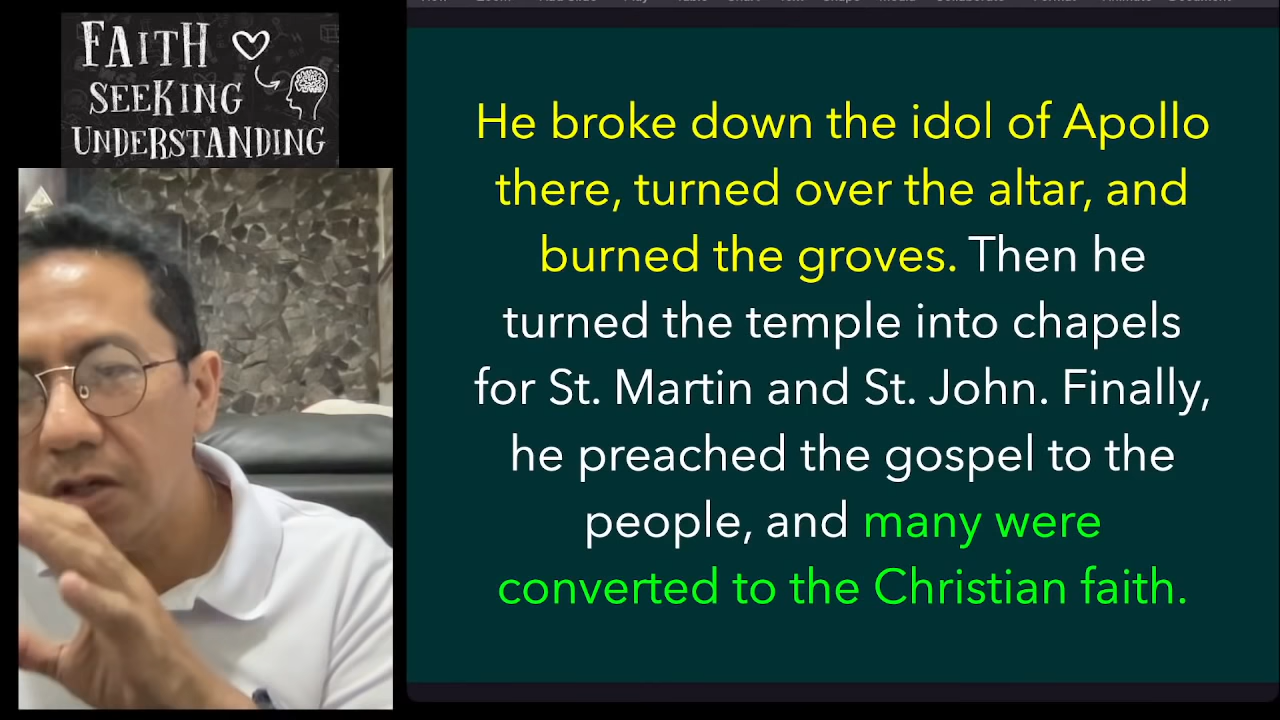 FAITH
SEEKING
UNDERSTANDING
He broke down the idol of Apollo
there, turned over the altar, and
burned the groves. Then he
turned the temple into chapels
for St. Martin and St. John. Finally,
he preached the gospel to the
people, and many were
converted to the Christian faith.